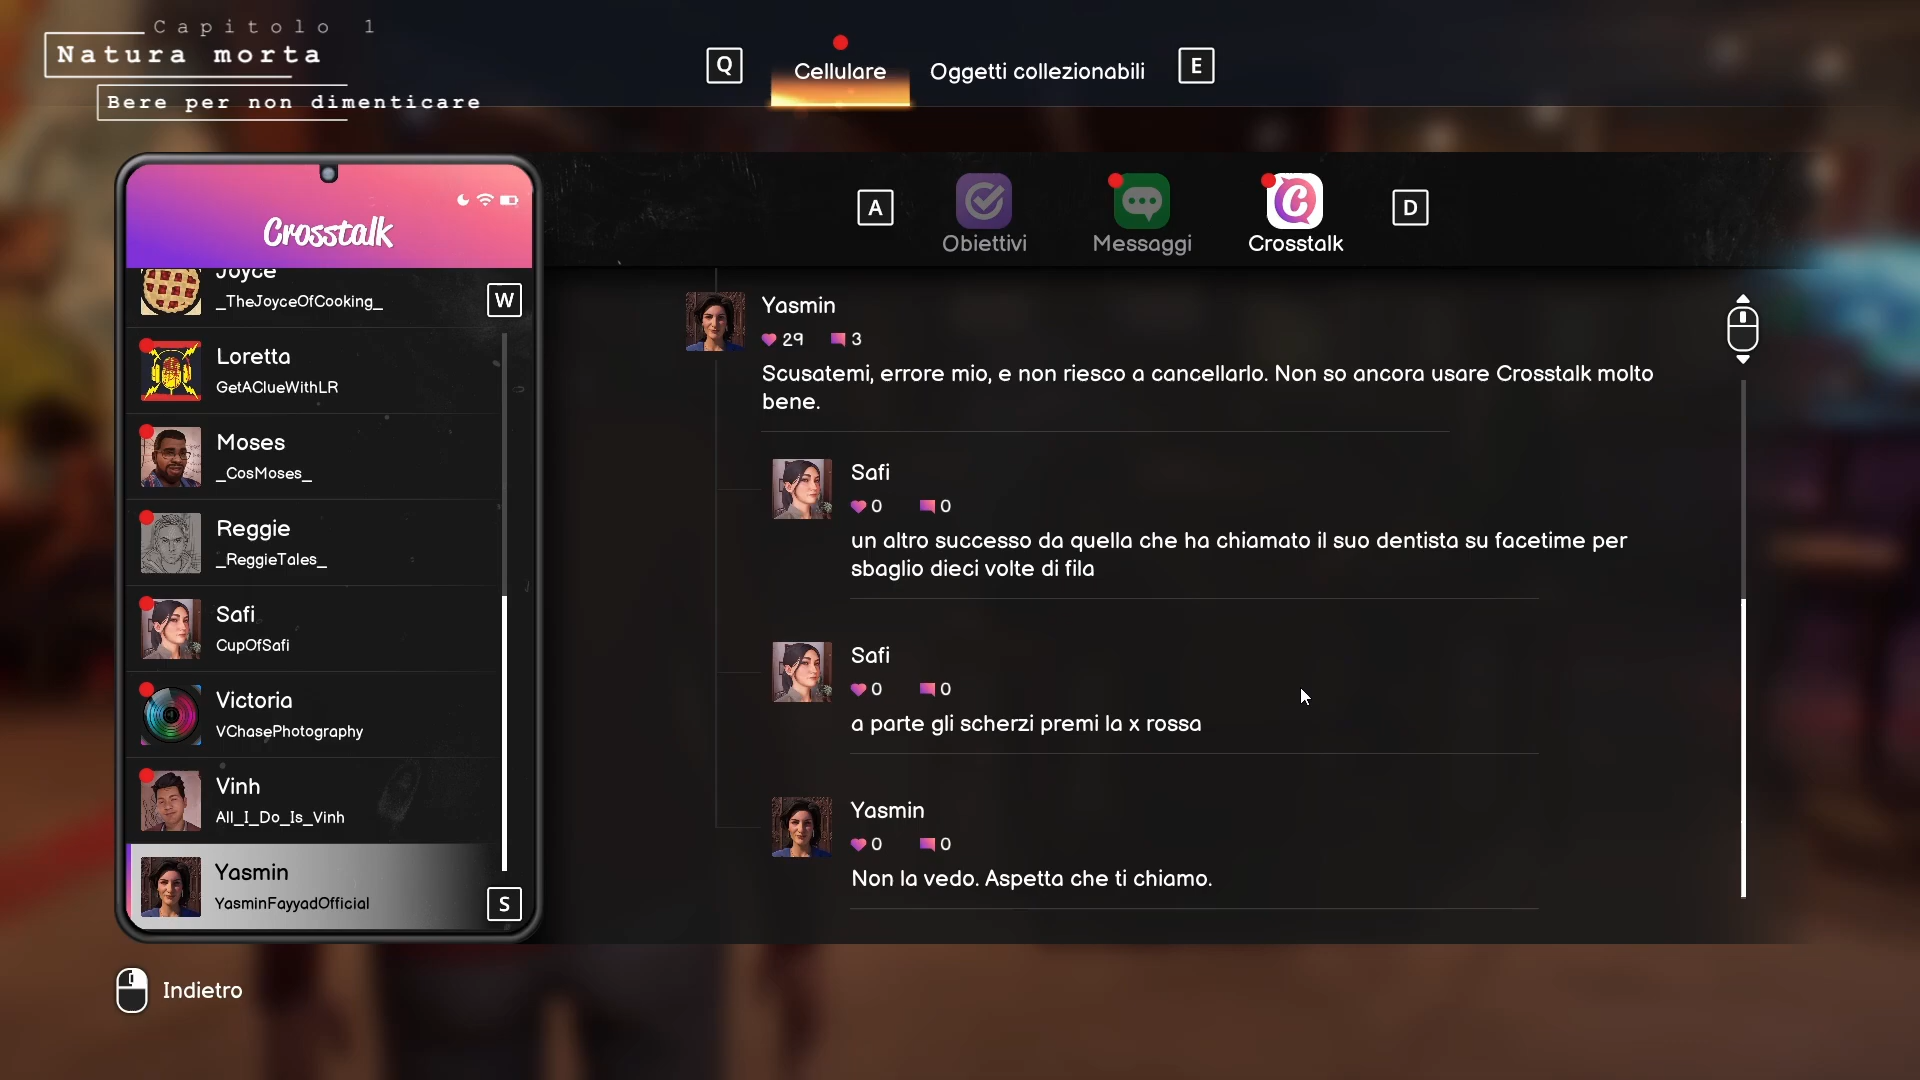 Capitolo 1
Natura morta
Bere per non dimenticare
Q
Cellulare
Oggetti collezionabili
E
Crosstalk
Joyce
_TheJoyceOfCooking_
W
Loretta
GetAClueWithLR
Moses
_CosMoses_
Reggie
_ReggieTales_
Safi
CupOfSafi
Victoria
VChasePhotography
Vinh
All_I_Do_Is_Vinh
Yasmin
YasminFayyadOfficial
S
A
Obiettivi
Messaggi
Crosstalk
D
Yasmin
29 3
Scusatemi, errore mio, e non riesco a cancellarlo. Non so ancora usare Crosstalk molto
bene.
Safi
0 0
un altro successo da quella che ha chiamato il suo dentista su facetime per
sbaglio dieci volte di fila
Safi
0 0
a parte gli scherzi premi la x rossa
Yasmin
0 0
Non la vedo. Aspetta che ti chiamo.
Indietro